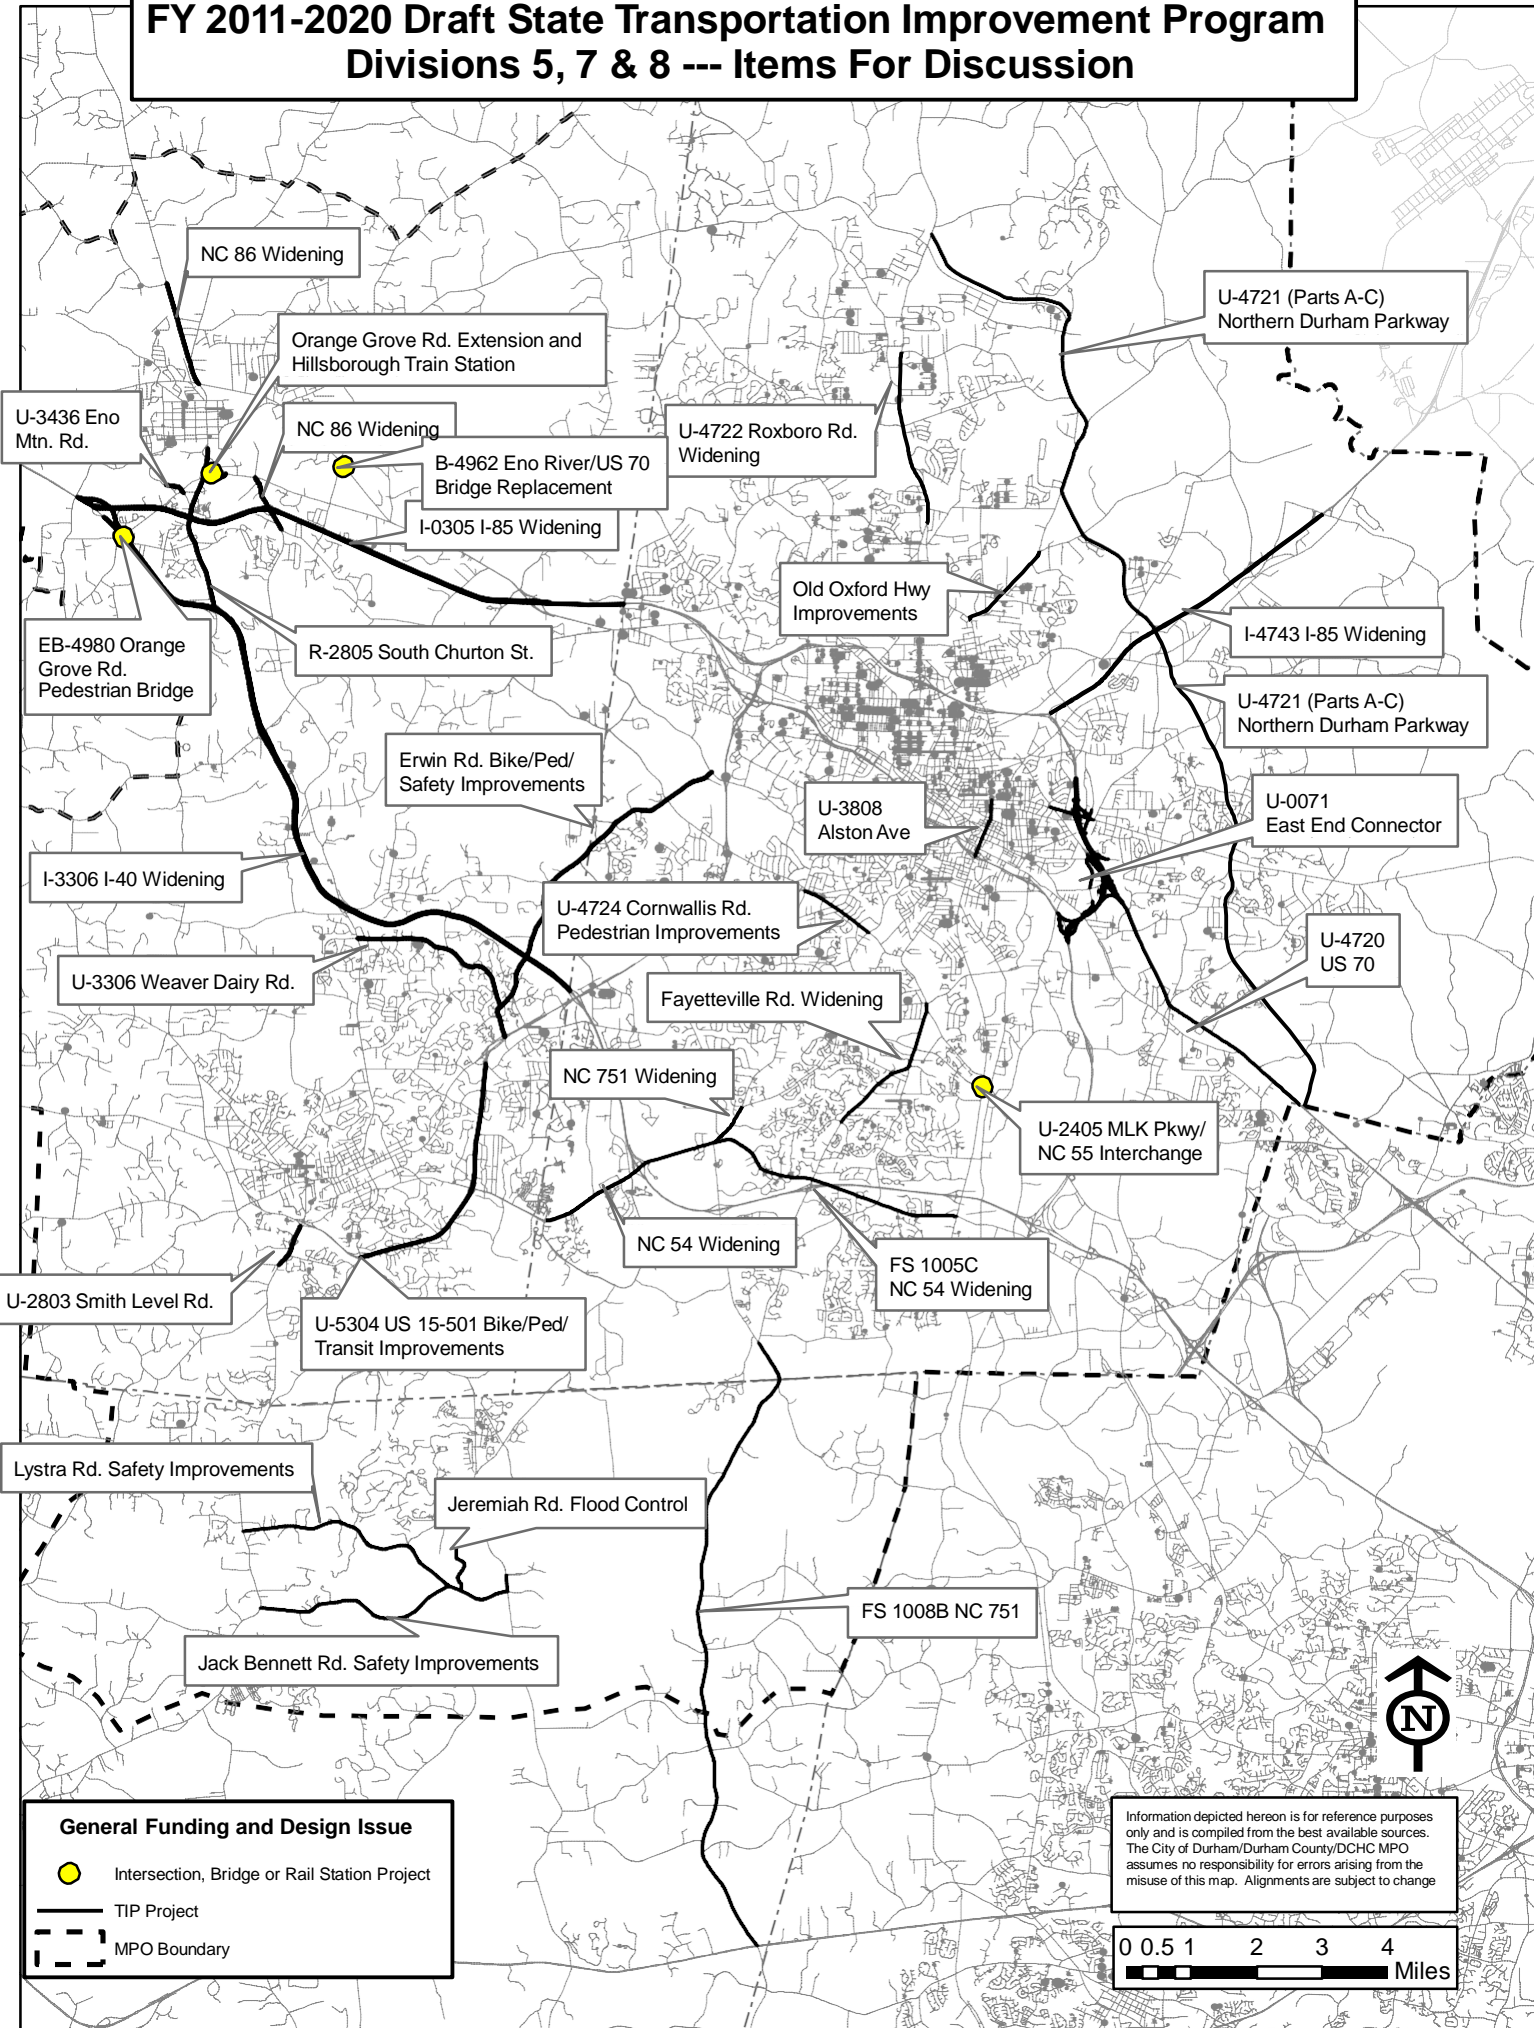 FY 2011-2020 Draft State Transportation Improvement Program
Divisions 5, 7 & 8 --- Items For Discussion
NC 86 Widening
U-4721 (Parts A-C)
Northern Durham Parkway
Orange Grove Rd. Extension and
Hillsborough Train Station
U-3436 Eno
Mtn. Rd.
NC 86 Widening
U-4722 Roxboro Rd.
Widening
B-4962 Eno River/US 70
Bridge Replacement
I-0305 I-85 Widening
Old Oxford Hwy
Improvements
I-4743 I-85 Widening
EB-4980 Orange
Grove Rd.
Pedestrian Bridge
R-2805 South Churton St.
U-4721 (Parts A-C)
Northern Durham Parkway
Erwin Rd. Bike/Ped/
Safety Improvements
U-3808
Alston Ave
U-0071
East End Connector
I-3306 I-40 Widening
U-4724 Cornwallis Rd.
Pedestrian Improvements
U-4720
US 70
U-3306 Weaver Dairy Rd.
Fayetteville Rd. Widening
NC 751 Widening
U-2405 MLK Pkwy/
NC 55 Interchange
NC 54 Widening
FS 1005C
NC 54 Widening
U-2803 Smith Level Rd.
U-5304 US 15-501 Bike/Ped/
Transit Improvements
Lystra Rd. Safety Improvements
Jeremiah Rd. Flood Control
FS 1008B NC 751
Jack Bennett Rd. Safety Improvements
N
General Funding and Design Issue
Intersection, Bridge or Rail Station Project
TIP Project
MPO Boundary
Information depicted hereon is for reference purposes
only and is compiled from the best available sources.
The City of Durham/Durham County/DCHC MPO
assumes no responsibility for errors arising from the
misuse of this map. Alignments are subject to change
0 0.5 1 2 3 4
Miles